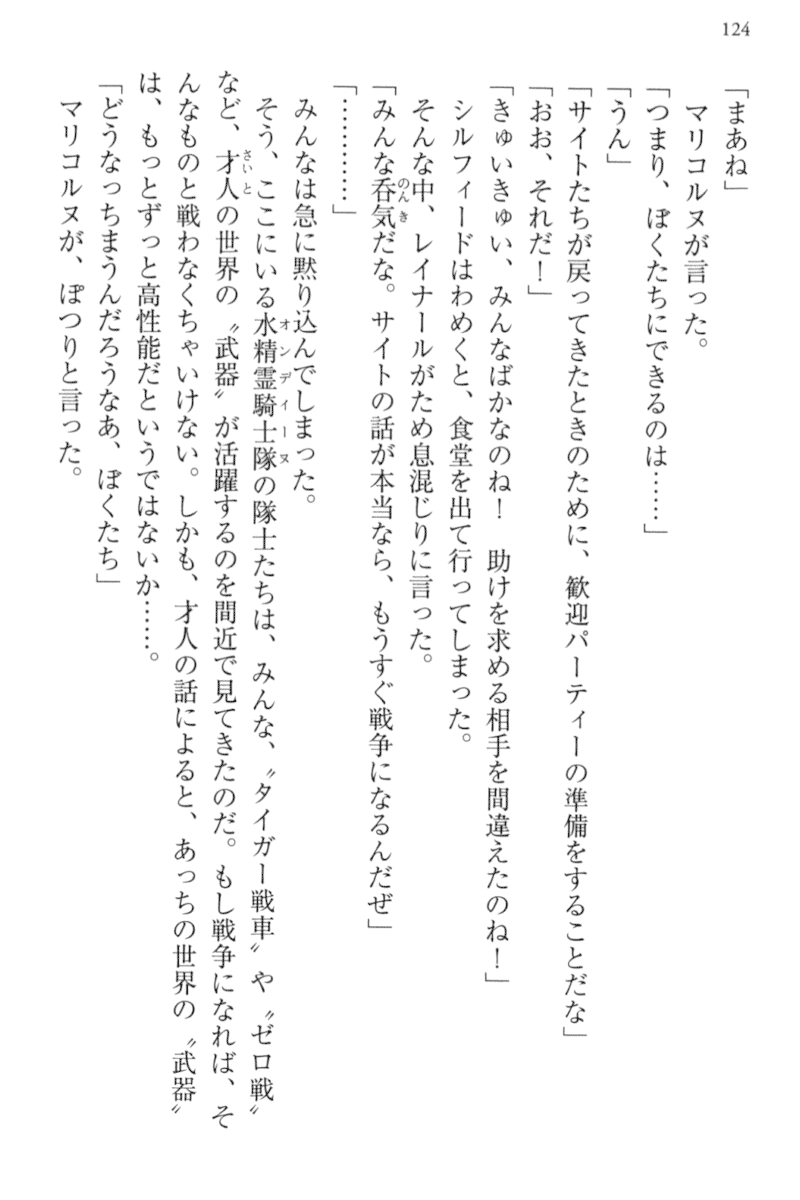 124
「まあね」
　マリコルヌが言った。
「つまり、ぼくたちにできるのは……」
「うん」
「サイトたちが戻ってきたときのために、歓迎パーティーの準備をすることだな」
「おお、それだ！」
「きゅいきゅい、みんなばかなのね！　助けを求める相手を間違えたのね！」
　シルフィードはわめくと、食堂を出て行ってしまった。
　そんな中、レイナールがため息混じりに言った。
「みんな呑気だな。サイトの話が本当なら、もうすぐ戦争になるんだぜ」
「…………」
　みんなは急に黙り込んでしまった。
　そう、ここにいる水精霊騎士隊の隊士たちは、みんな、〝タイガー戦車〟や〝ゼロ戦〟
など、才人の世界の〝武器〟が活躍するのを間近で見てきたのだ。もし戦争になれば、そ
んなものと戦わなくちゃいけない。しかも、才人の話によると、あっちの世界の〝武器〟
は、もっとずっと高性能だというではないか……。
「どうなっちまうんだろうなあ、ぼくたち」
　マリコルヌが、ぽつりと言った。